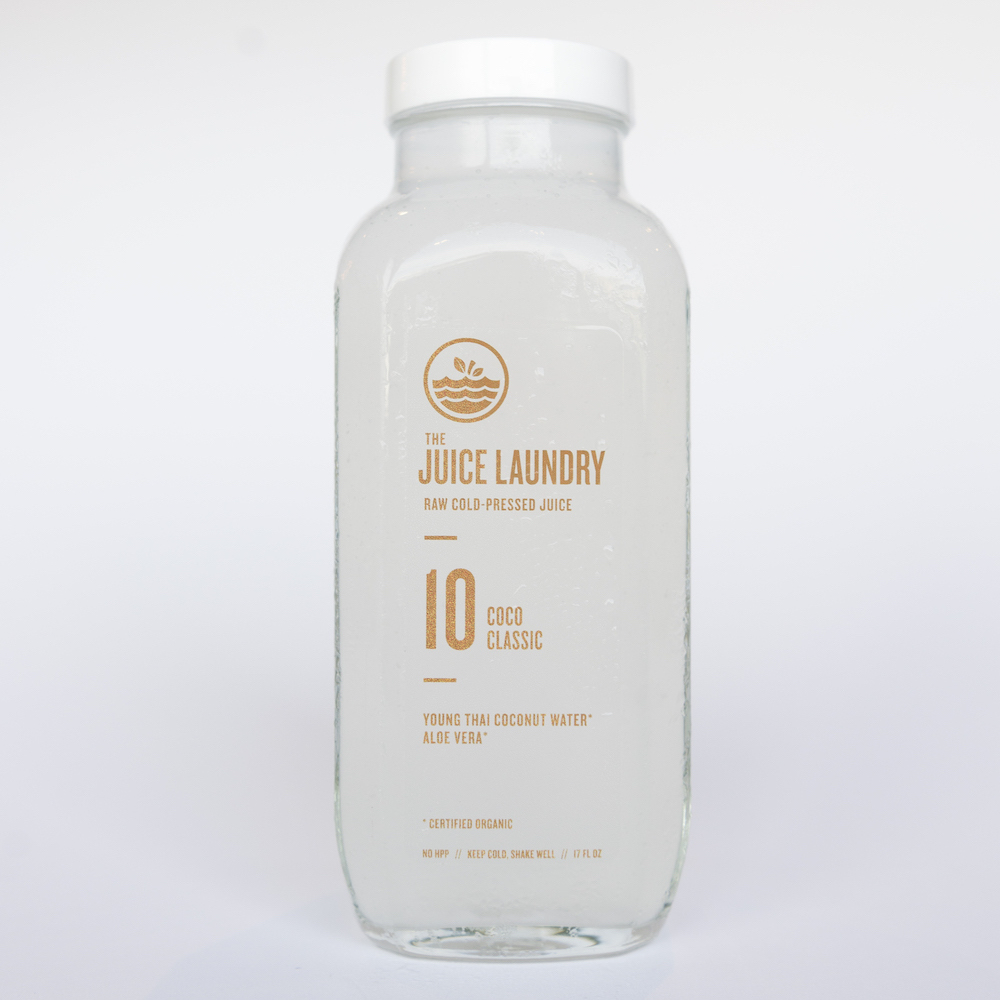 THE
JUICE LAUNDRY
RAW COLD-PRESSED JUICE
10 COCO
CLASSIC
YOUNG THAI COCONUT WATER*
ALOE VERA*
* CERTIFIED ORGANIC
NO HPP // KEEP COLD, SHAKE WELL // 17 FL OZ